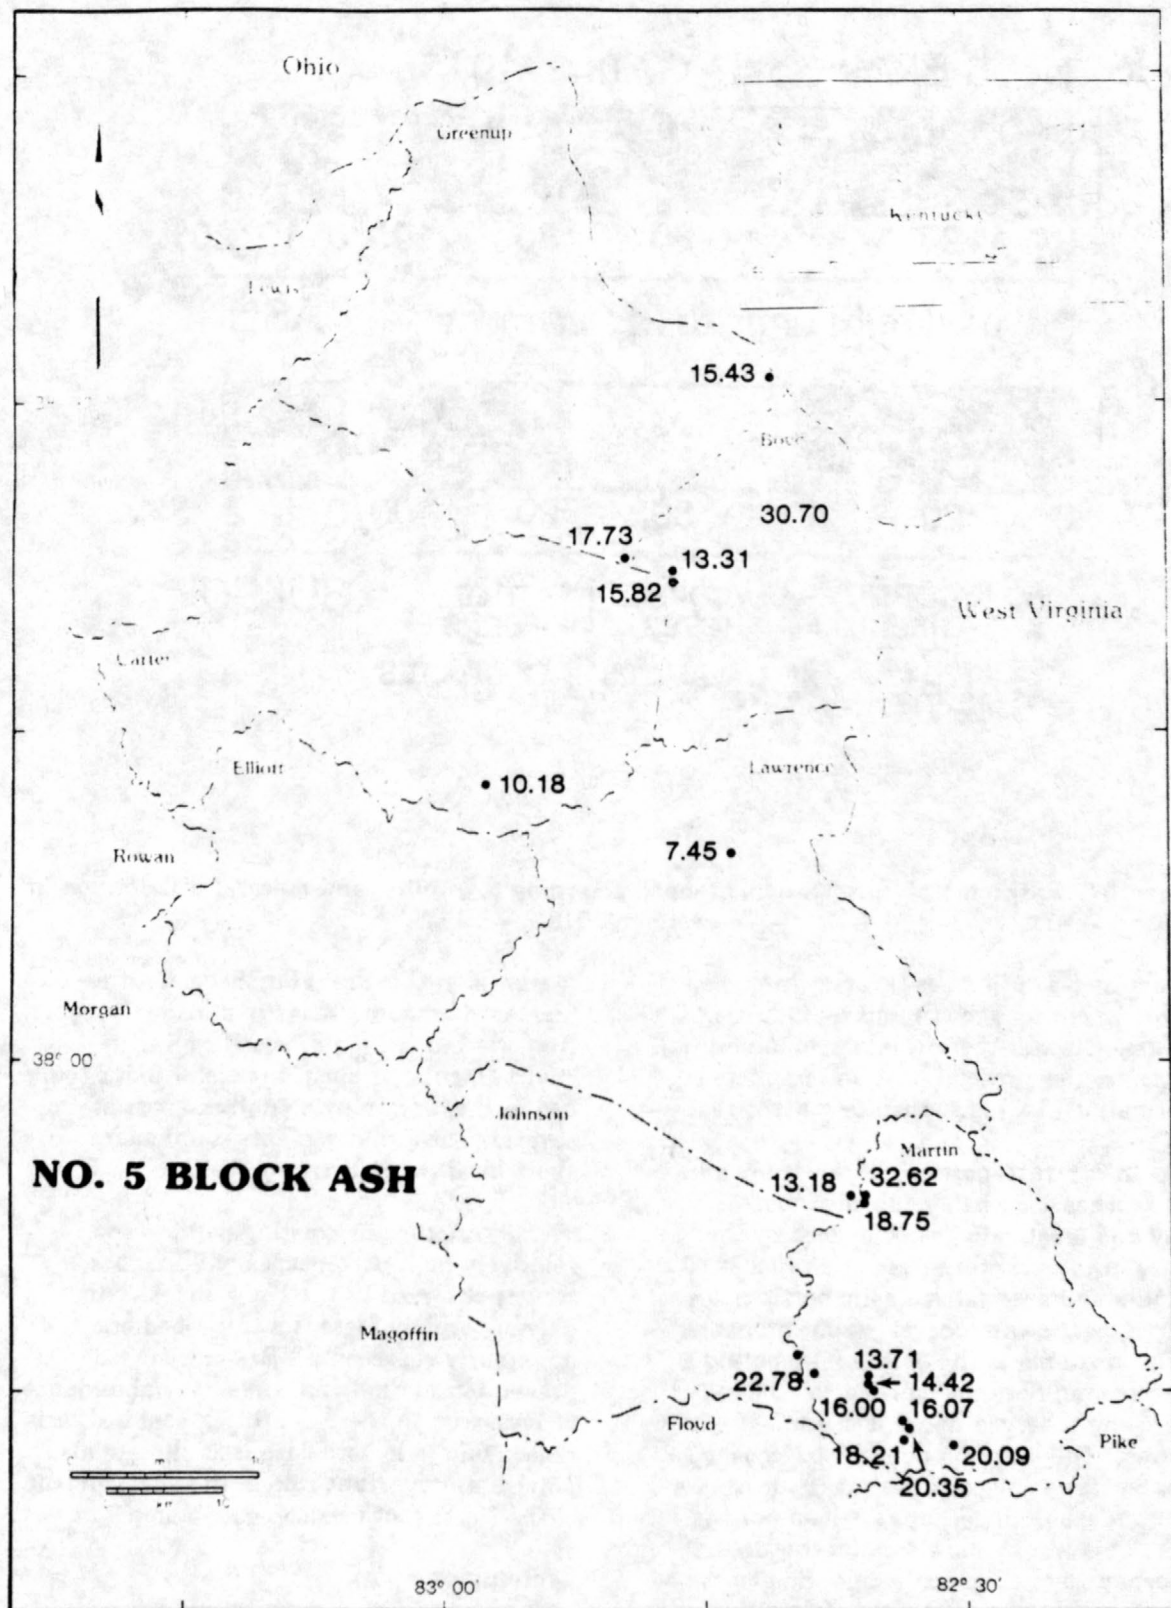 Ohio
Greenup
Kentucky
Lewis
15.43
30.70
17.73
13.31
15.82
West Virginia
Carter
Elliott
10.18
Lawrence
7.45
Rowan
Morgan
38° 00
Johnson
Martin
NO. 5 BLOCK ASH
13.18
32.62
18.75
Magoffin
13.71
22.78
14.42
16.00
16.07
Floyd
Pike
18.21
20.09
20.35
83° 00'
82° 30'